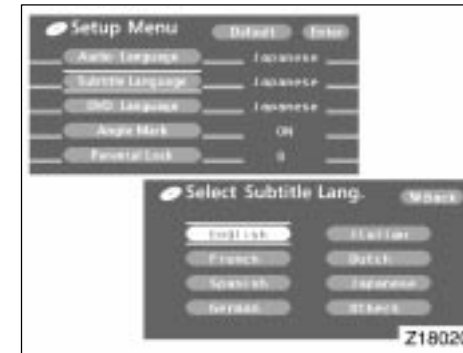 Setup Menu Default Enter
Audio Language Japanese
Subtitle Language Japanese
DVD Language Japanese
Angle Mark ON
Parental Lock 8
Select Subtitle Lang. Back
English Italian
French Dutch
Spanish Japanese
German Others